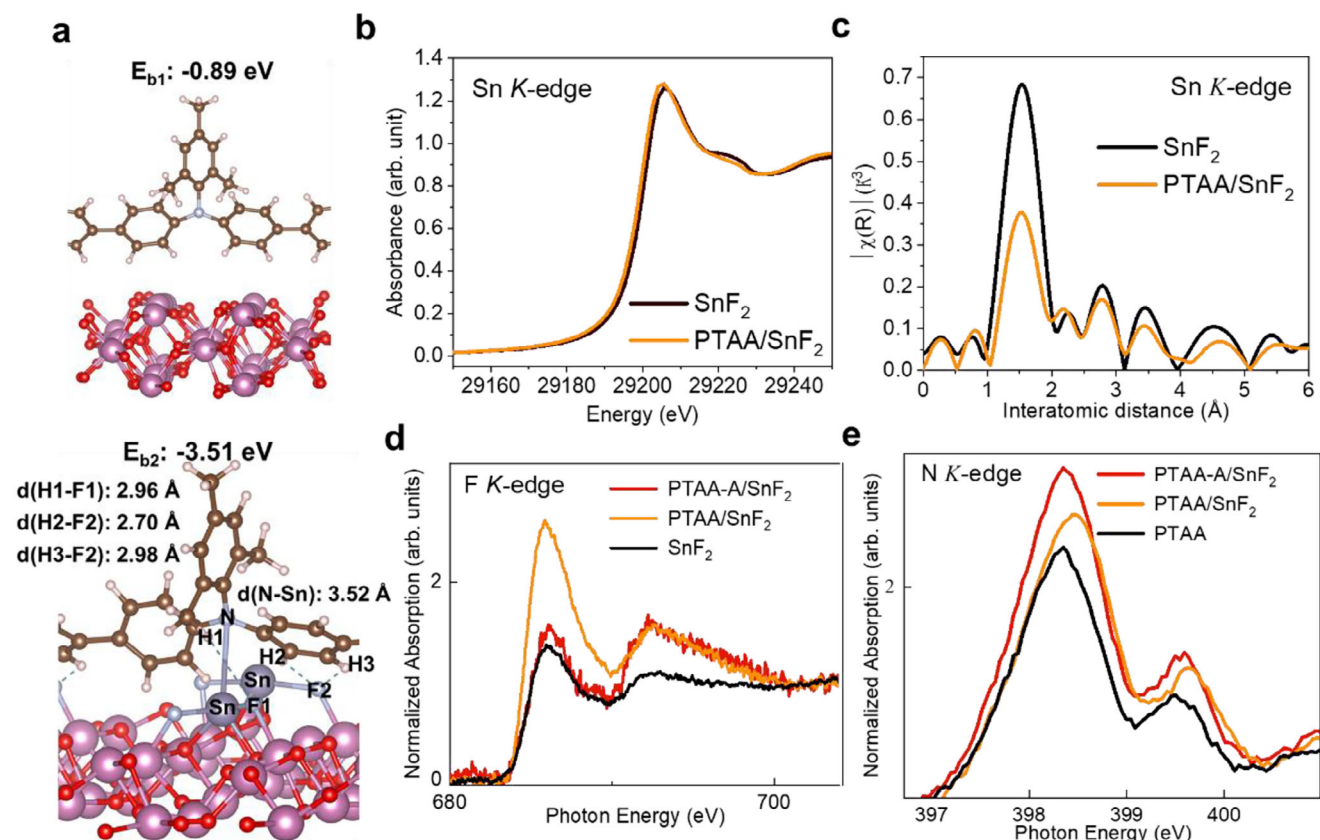 a
E_b1: -0.89 eV
E_b2: -3.51 eV
d(H1-F1): 2.96 Å
d(H2-F2): 2.70 Å
d(H3-F2): 2.98 Å
d(N-Sn): 3.52 Å
N
H1
H2
H3
Sn
F2
Sn
F1
b
Sn K-edge
Absorbance (arb. unit)
1.4
1.2
1.0
0.8
0.6
0.4
0.2
0.0
SnF₂
PTAA/SnF₂
29160 29180 29200 29220 29240
Energy (eV)
c
Sn K-edge
|χ(R)| (Å⁻³)
0.7
0.6
0.5
0.4
0.3
0.2
0.1
0.0
SnF₂
PTAA/SnF₂
0 1 2 3 4 5 6
Interatomic distance (Å)
d
F K-edge
Normalized Absorption (arb. units)
2
0
PTAA-A/SnF₂
PTAA/SnF₂
SnF₂
680 700
Photon Energy (eV)
e
N K-edge
Normalized Absorption (arb. units)
2
PTAA-A/SnF₂
PTAA/SnF₂
PTAA
397 398 399 400
Photon Energy (eV)